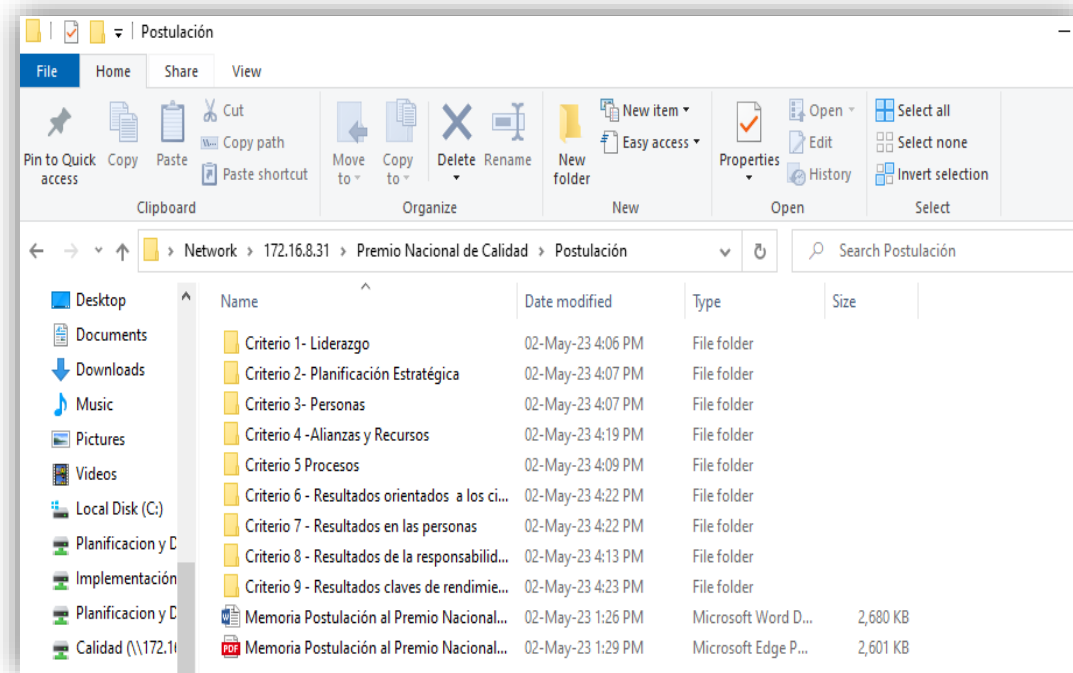 Postulación
File Home Share View
Pin to Quick access
Copy
Paste
Cut
Copy path
Paste shortcut
Move to
Copy to
Delete
Rename
New folder
New item
Easy access
Properties
Open
Edit
History
Select all
Select none
Invert selection
Clipboard Organize New Open Select
Network > 172.16.8.31 > Premio Nacional de Calidad > Postulación
Search Postulación
Desktop
Documents
Downloads
Music
Pictures
Videos
Local Disk (C:)
Planificacion y D
Implementación
Planificacion y D
Calidad (\\172.16
Name Date modified Type Size
Criterio 1- Liderazgo 02-May-23 4:06 PM File folder
Criterio 2- Planificación Estratégica 02-May-23 4:07 PM File folder
Criterio 3- Personas 02-May-23 4:07 PM File folder
Criterio 4 -Alianzas y Recursos 02-May-23 4:19 PM File folder
Criterio 5 Procesos 02-May-23 4:09 PM File folder
Criterio 6 - Resultados orientados a los ci... 02-May-23 4:22 PM File folder
Criterio 7 - Resultados en las personas 02-May-23 4:22 PM File folder
Criterio 8 - Resultados de la responsabilid... 02-May-23 4:13 PM File folder
Criterio 9 - Resultados claves de rendimie... 02-May-23 4:23 PM File folder
Memoria Postulación al Premio Nacional... 02-May-23 1:26 PM Microsoft Word D... 2,680 KB
PDF Memoria Postulación al Premio Nacional... 02-May-23 1:29 PM Microsoft Edge P... 2,601 KB